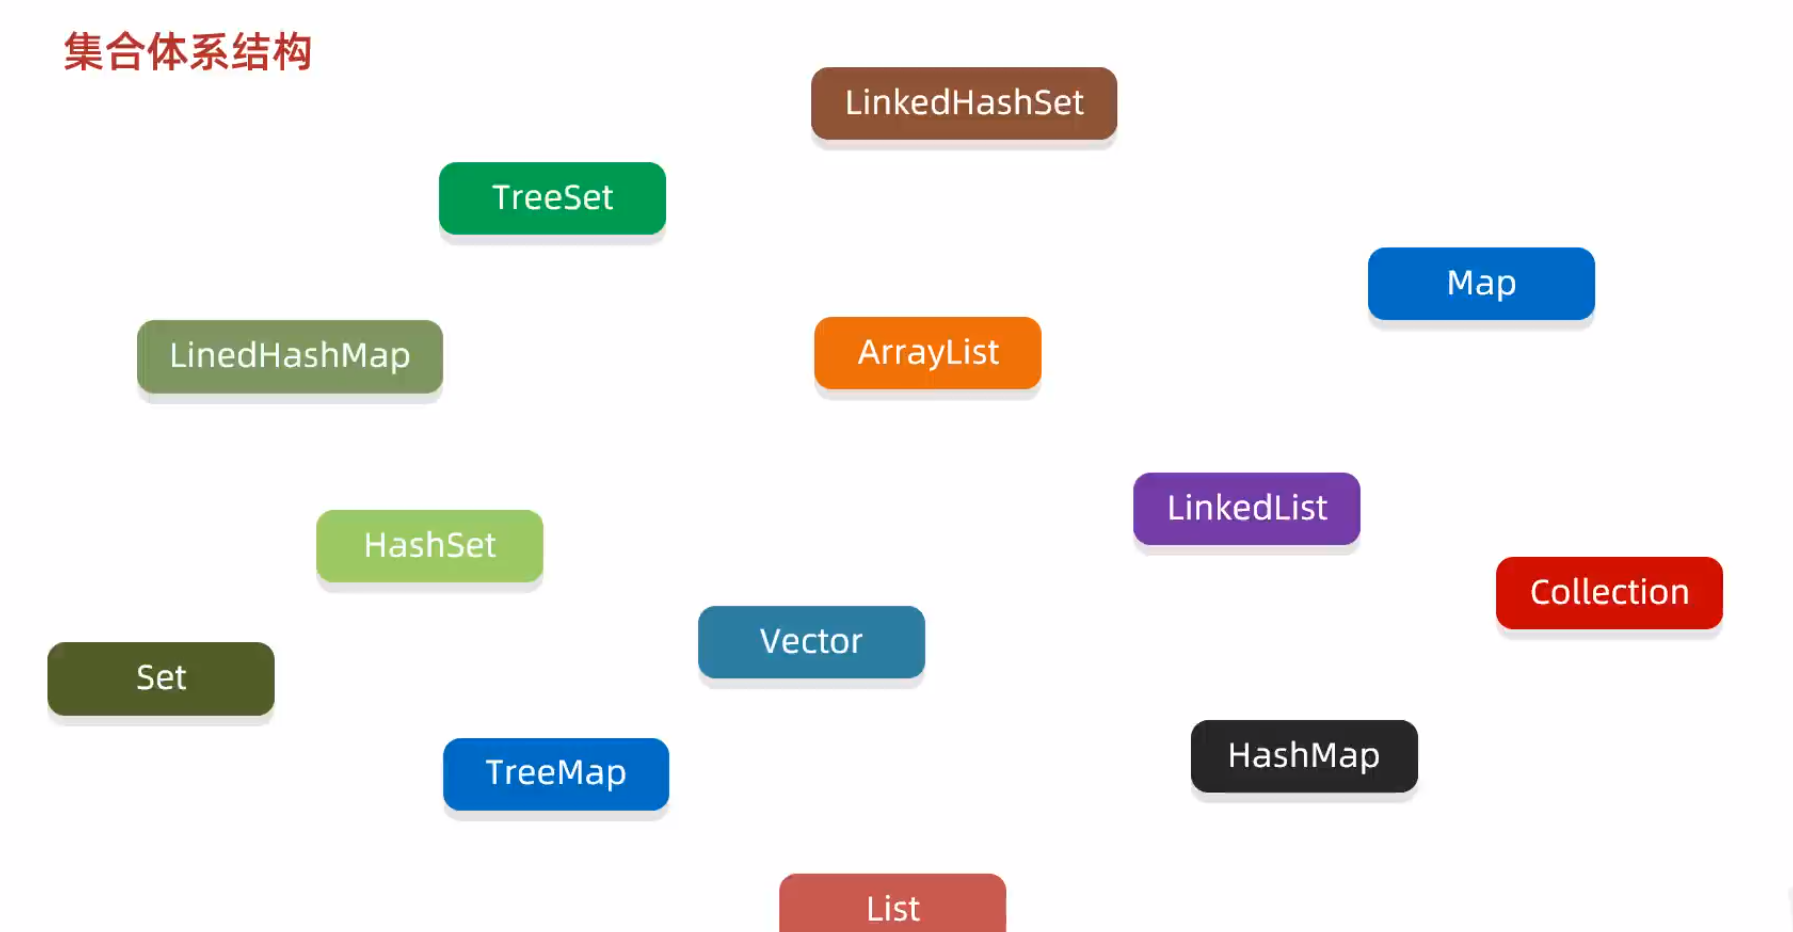 集合体系结构
LinkedHashSet
TreeSet
Map
LinedHashMap
ArrayList
LinkedList
HashSet
Collection
Vector
Set
TreeMap
HashMap
List